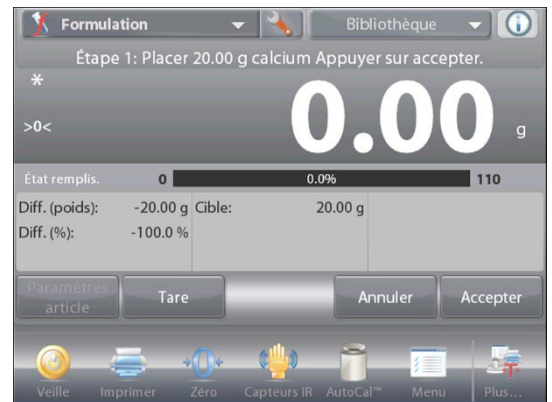 Formulation Bibliothèque
Étape 1: Placer 20.00 g calcium Appuyer sur accepter.
*
>0< 0.00 g
État remplis. 0 0.0% 110
Diff. (poids): -20.00 g Cible: 20.00 g
Diff. (%): -100.0 %
Paramètres article Tare Annuler Accepter
Veille Imprimer Zéro Capteurs IR AutoCal™ Menu Plus...